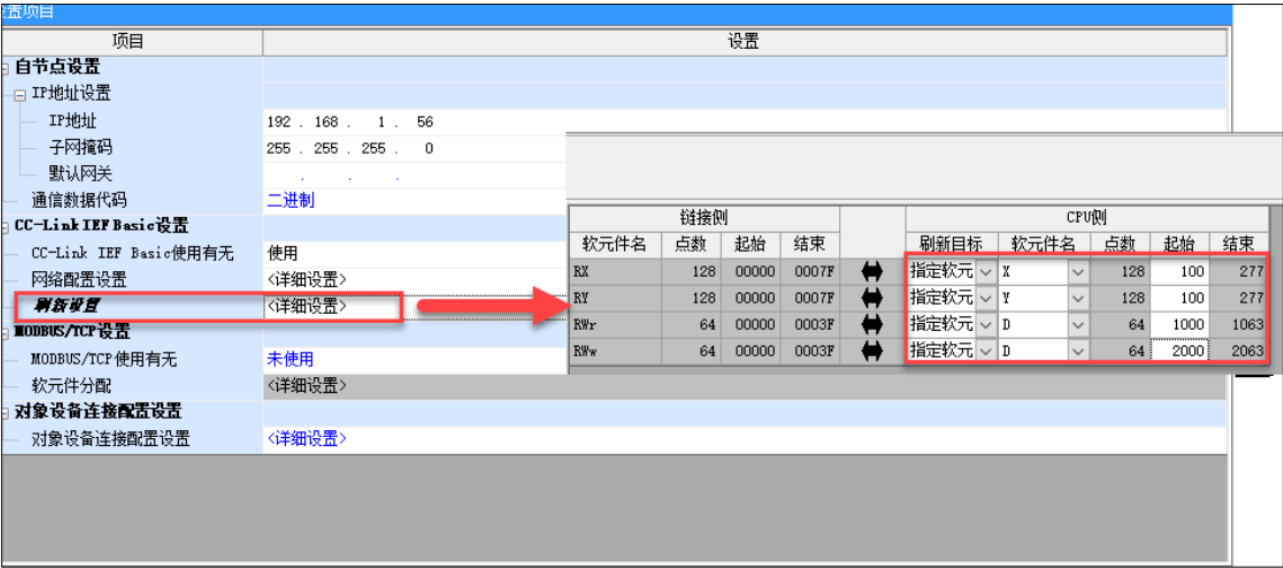 设置项目
项目 设置
自节点设置
IP地址设置
IP地址 192 . 168 . 1 . 56
子网掩码 255 . 255 . 255 . 0
默认网关 . . .
通信数据代码 二进制
CC-Link IEF Basic设置
CC-Link IEF Basic使用有无 使用
网络配置设置 <详细设置>
刷新设置 <详细设置>
MODBUS/TCP设置
MODBUS/TCP使用有无 未使用
软元件分配 <详细设置>
对象设备连接配置设置
对象设备连接配置设置 <详细设置>
链接侧 CPU侧
软元件名 点数 起始 结束 刷新目标 软元件名 点数 起始 结束
RX 128 00000 0007F 指定软元 X 128 100 277
RY 128 00000 0007F 指定软元 Y 128 100 277
RWr 64 00000 0003F 指定软元 D 64 1000 1063
RWw 64 00000 0003F 指定软元 D 64 2000 2063